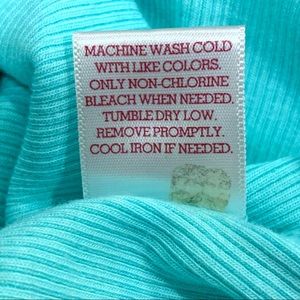 MACHINE WASH COLD
WITH LIKE COLORS.
ONLY NON-CHLORINE
BLEACH WHEN NEEDED.
TUMBLE DRY LOW.
REMOVE PROMPTLY.
COOL IRON IF NEEDED.